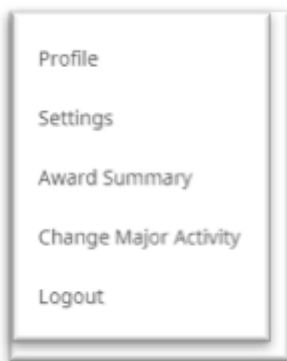 Profile
Settings
Award Summary
Change Major Activity
Logout